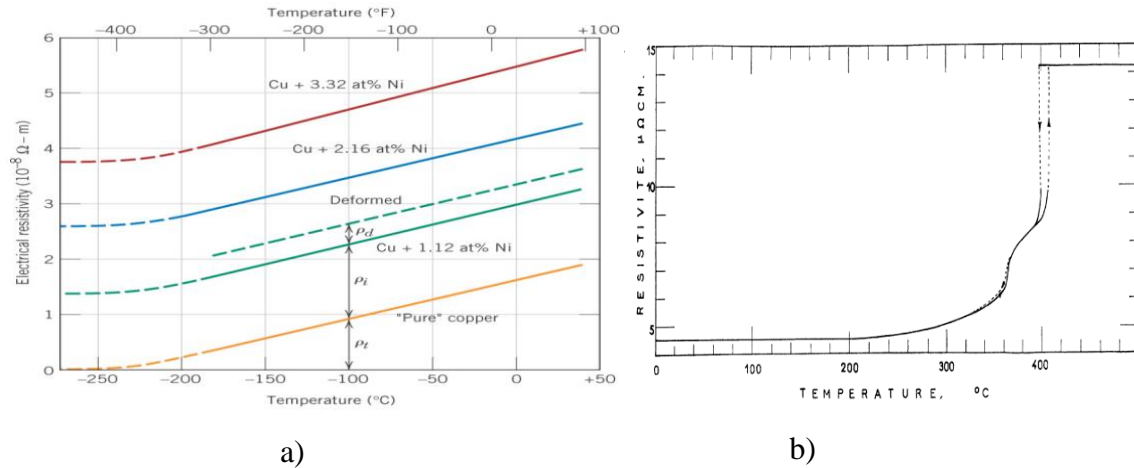 Temperature (°F)
−400 −300 −200 −100 0 +100
6
5
4
3
2
1
0
Electrical resistivity (10⁻⁸ Ω – m)
Cu + 3.32 at% Ni
Cu + 2.16 at% Ni
Deformed
ρd
Cu + 1.12 at% Ni
ρi
"Pure" copper
ρt
−250 −200 −150 −100 −50 0 +50
Temperature (°C)
a)
15
10
5
RESISTIVITE, μΩCM.
0 100 200 300 400
TEMPERATURE, °C
b)